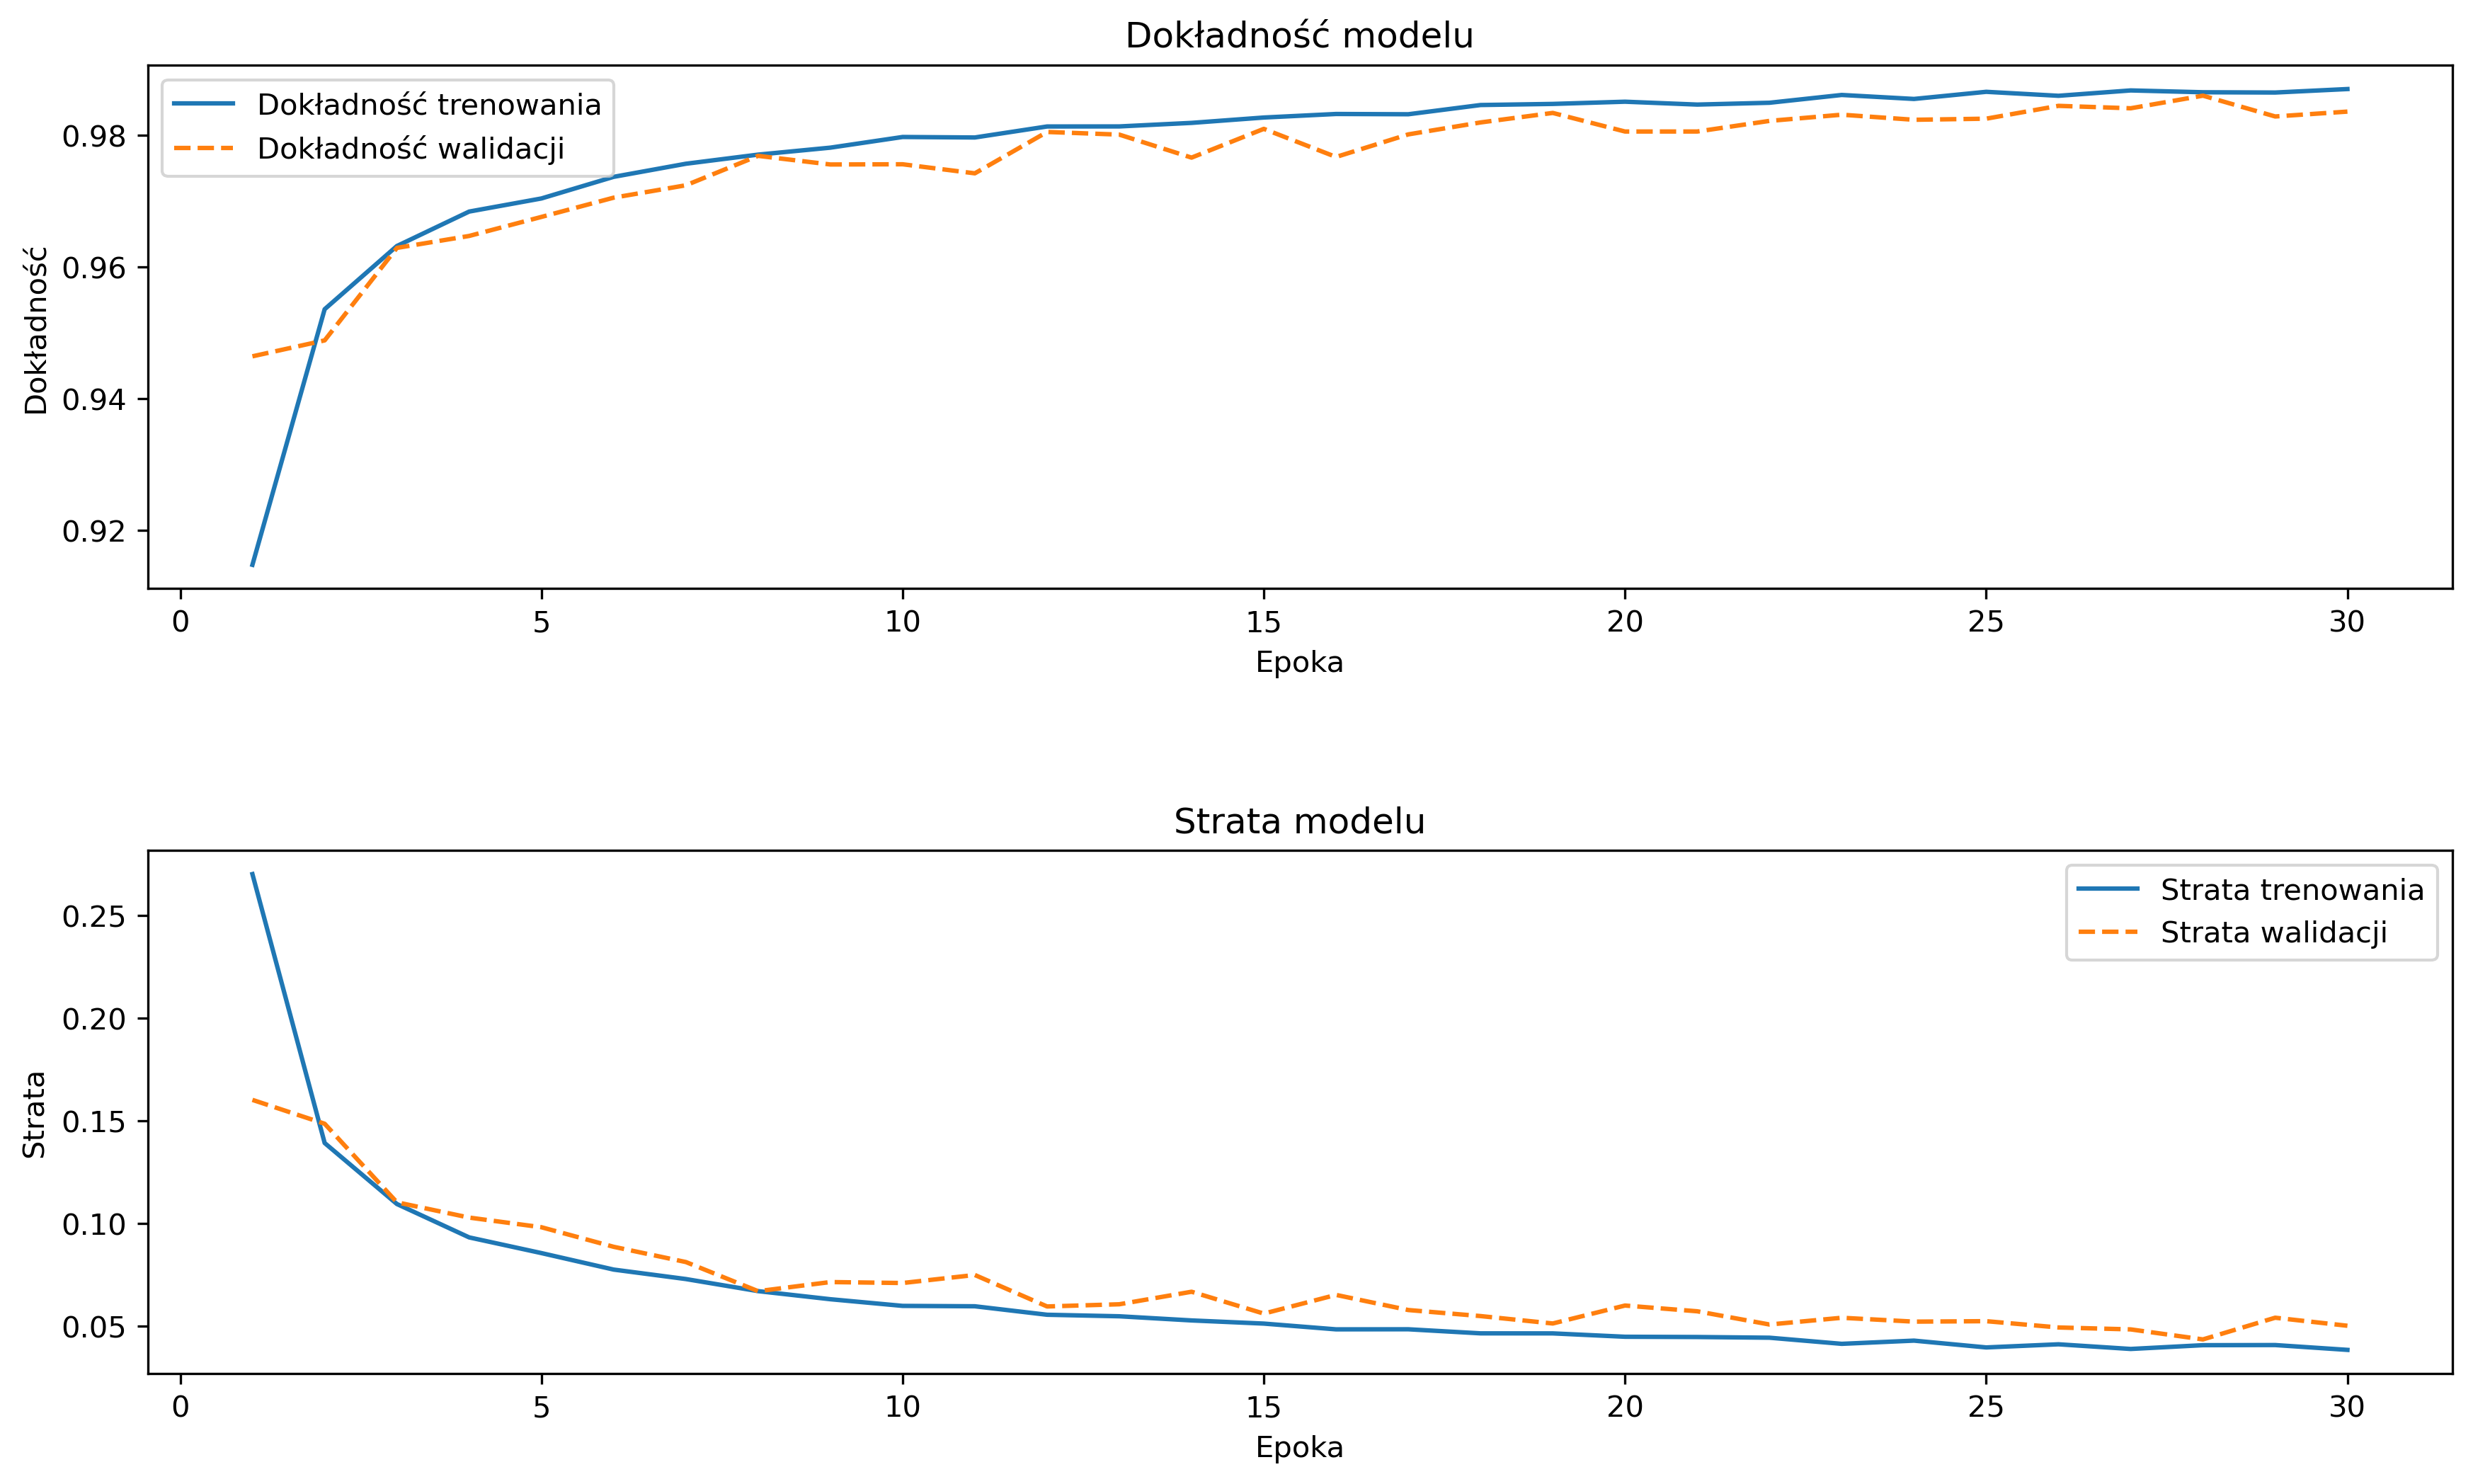 Dokładność modelu
Dokładność trenowania
Dokładność walidacji
Dokładność
0.98
0.96
0.94
0.92
0 5 10 15 20 25 30
Epoka
Strata modelu
Strata trenowania
Strata walidacji
Strata
0.25
0.20
0.15
0.10
0.05
0 5 10 15 20 25 30
Epoka